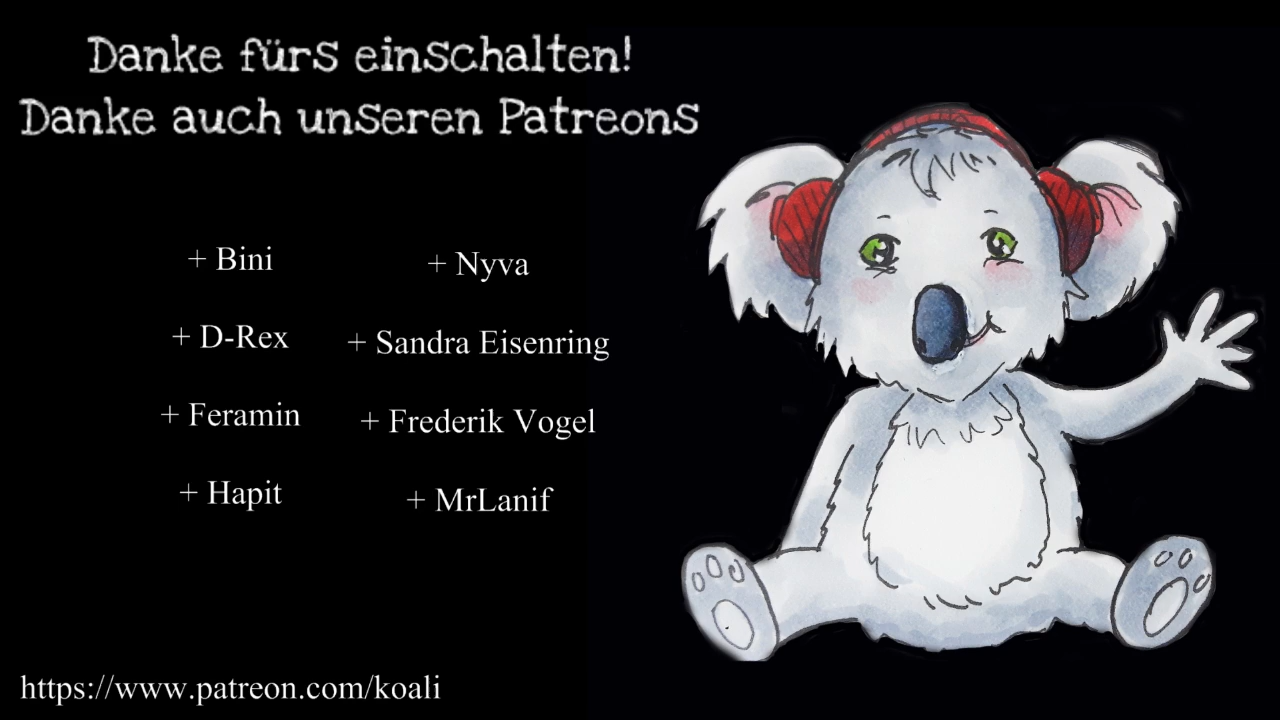 Danke fürs einschalten!
Danke auch unseren Patreons
+ Bini
+ D-Rex
+ Feramin
+ Hapit
+ Nyva
+ Sandra Eisenring
+ Frederik Vogel
+ MrLanif
https://www.patreon.com/koali